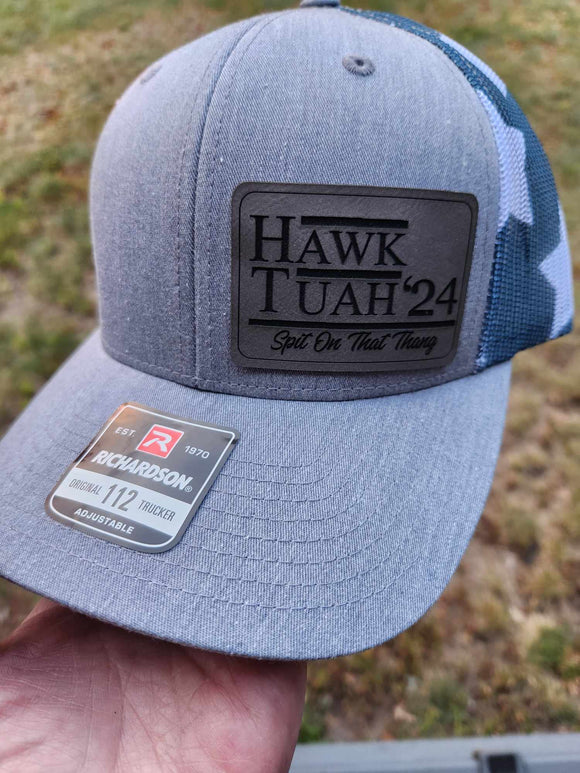 HAWK
TUAH '24
Spit On That Thang
EST. R 1970
RICHARDSON®
ORIGINAL 112 TRUCKER
ADJUSTABLE